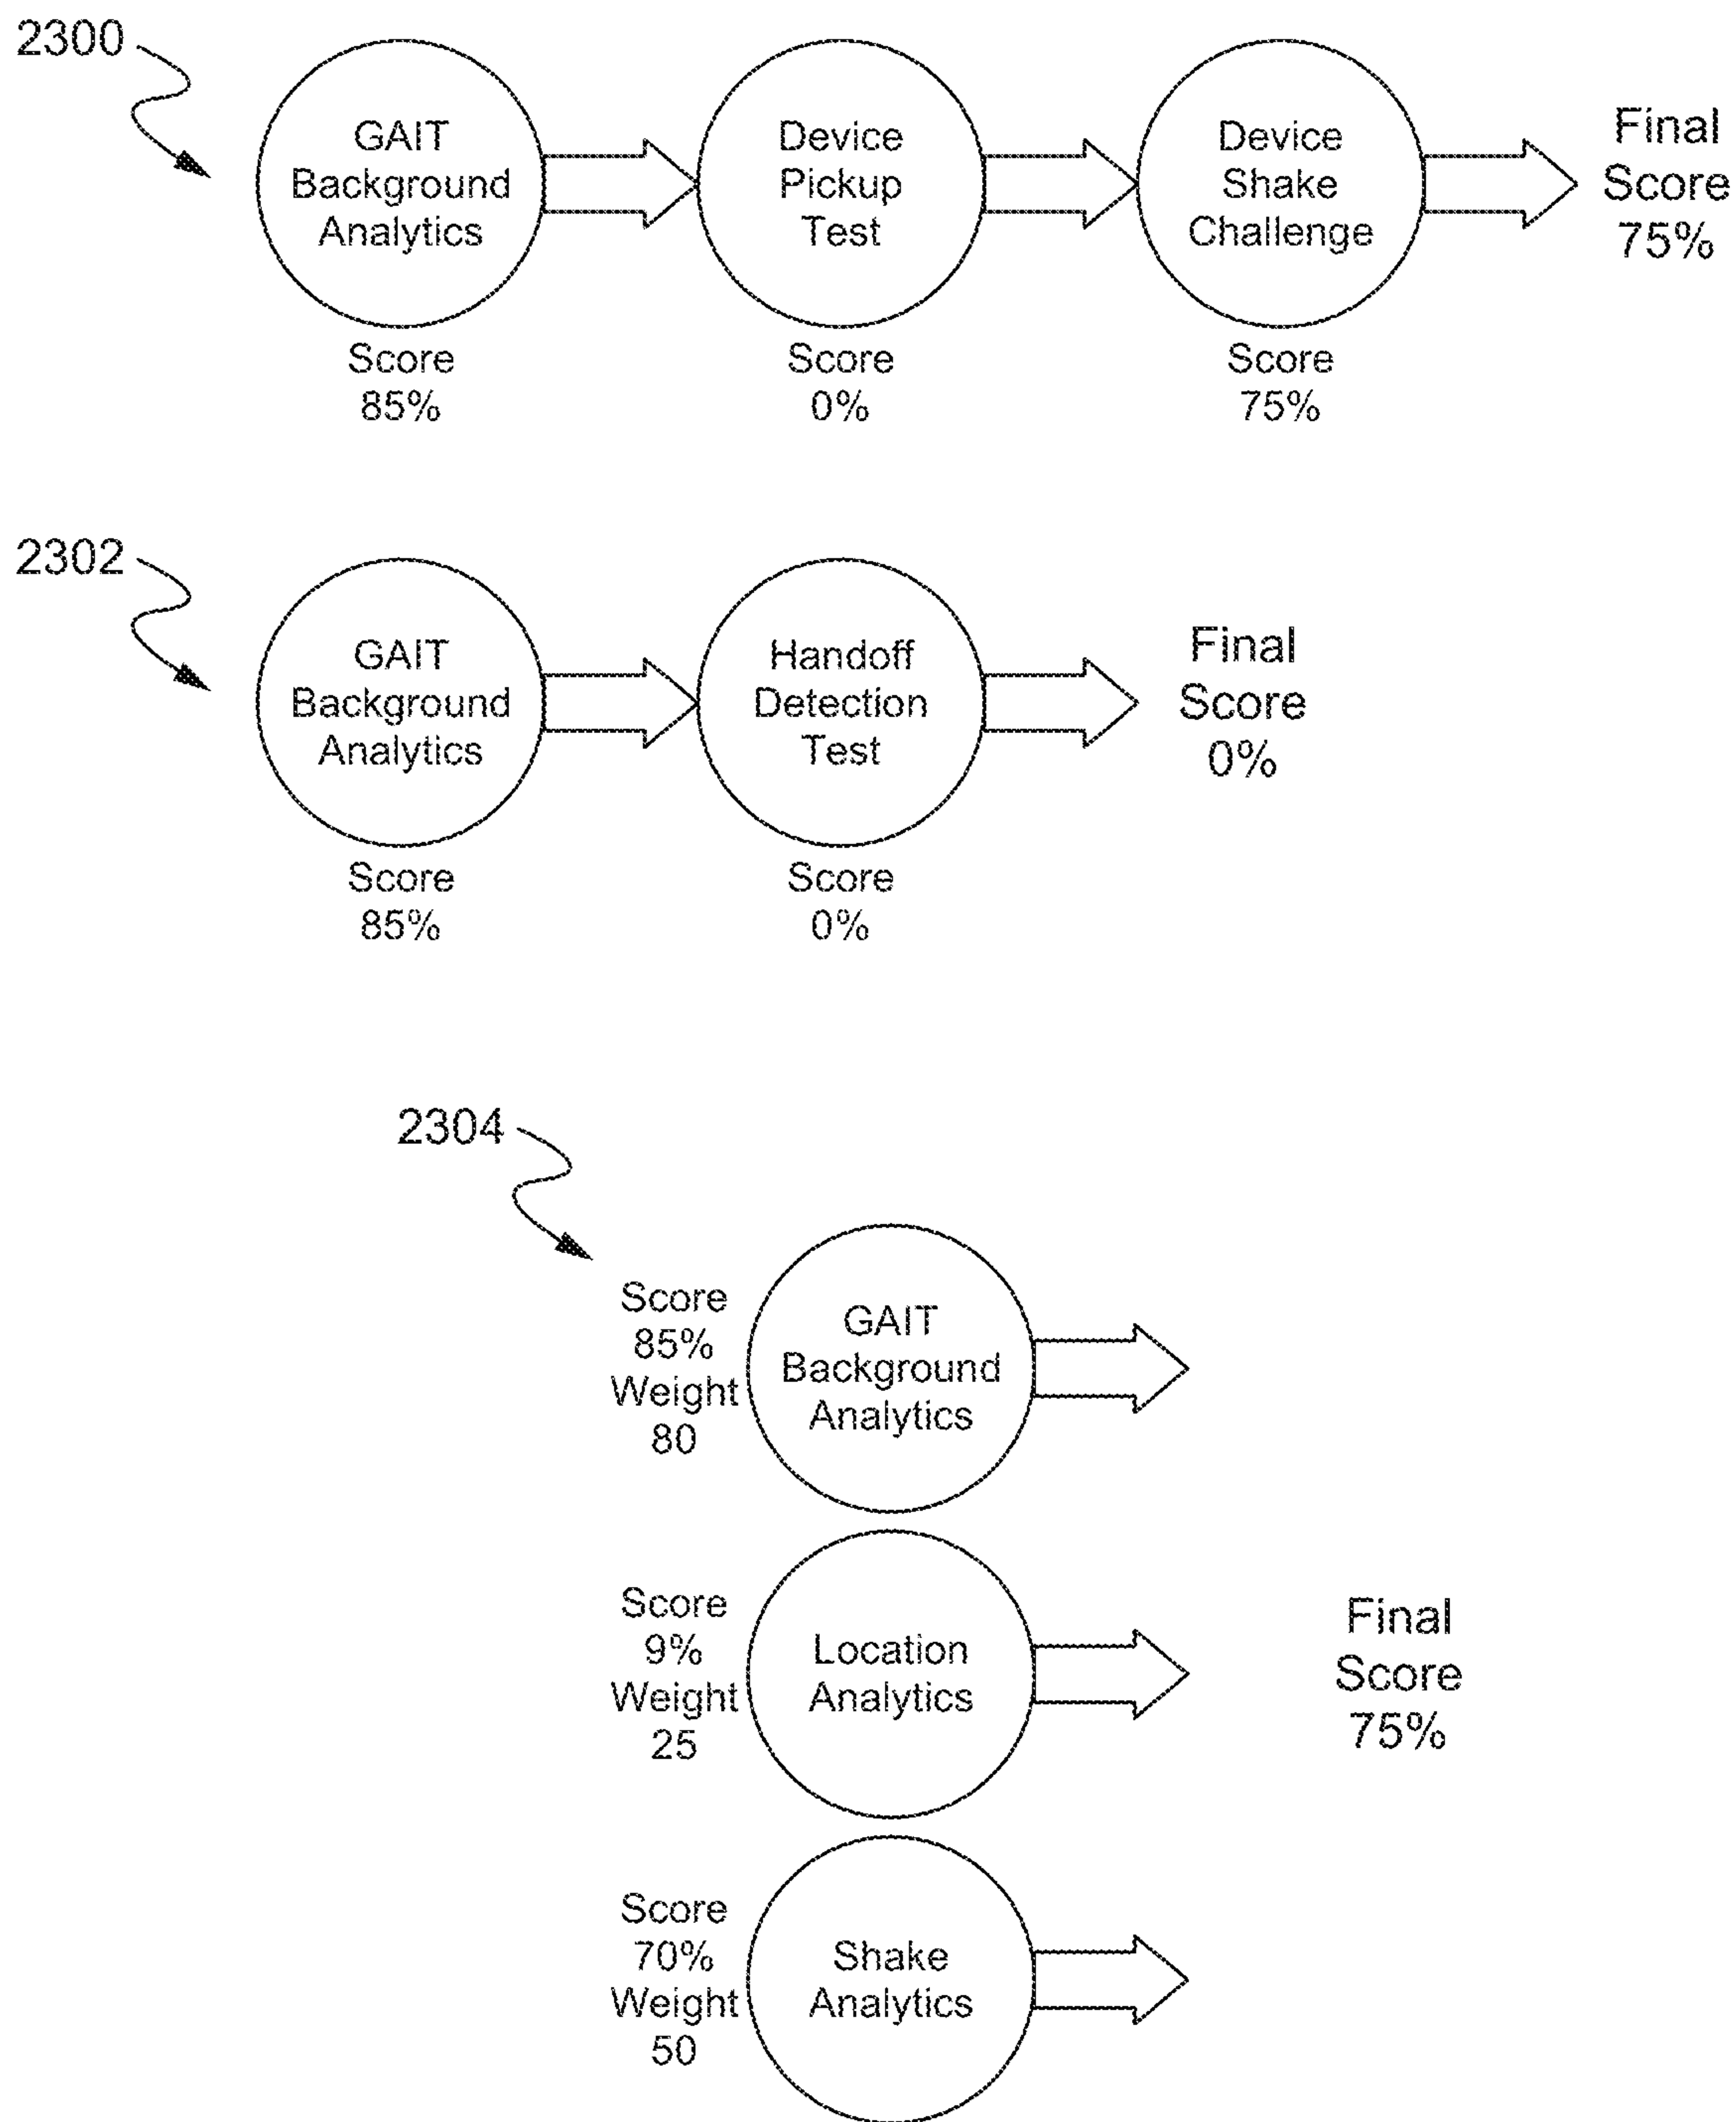 2300
GAIT
Background
Analytics
Score
85%
Device
Pickup
Test
Score
0%
Device
Shake
Challenge
Score
75%
Final
Score
75%
2302
GAIT
Background
Analytics
Score
85%
Handoff
Detection
Test
Score
0%
Final
Score
0%
2304
Score
85%
Weight
80
GAIT
Background
Analytics
Score
9%
Weight
25
Location
Analytics
Score
70%
Weight
50
Shake
Analytics
Final
Score
75%